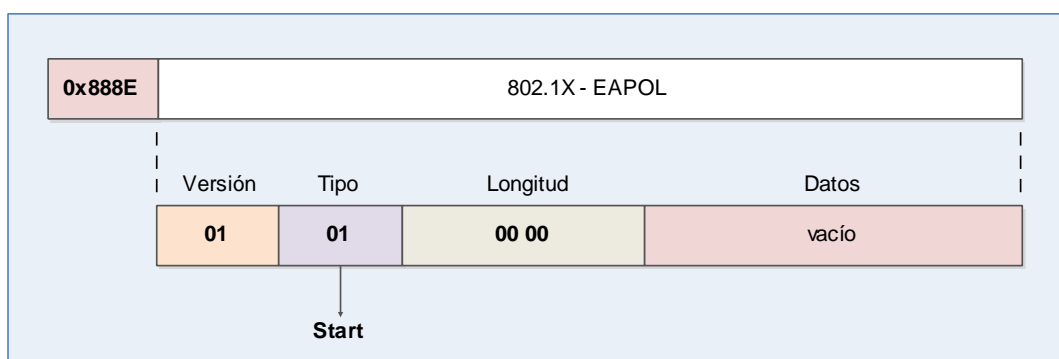 0x888E 802.1X - EAPOL
Versión Tipo Longitud Datos
01 01 00 00 vacío
Start